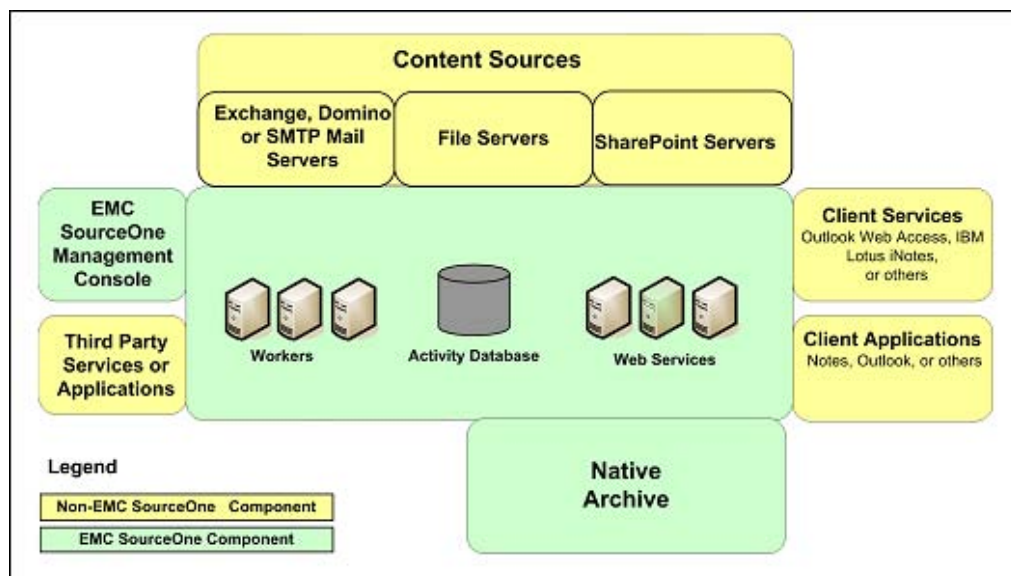 Content Sources
Exchange, Domino
or SMTP Mail
Servers
File Servers
SharePoint Servers
EMC
SourceOne
Management
Console
Third Party
Services or
Applications
Workers
Activity Database
Web Services
Client Services
Outlook Web Access, IBM
Lotus iNotes,
or others
Client Applications
Notes, Outlook, or others
Native
Archive
Legend
Non-EMC SourceOne Component
EMC SourceOne Component